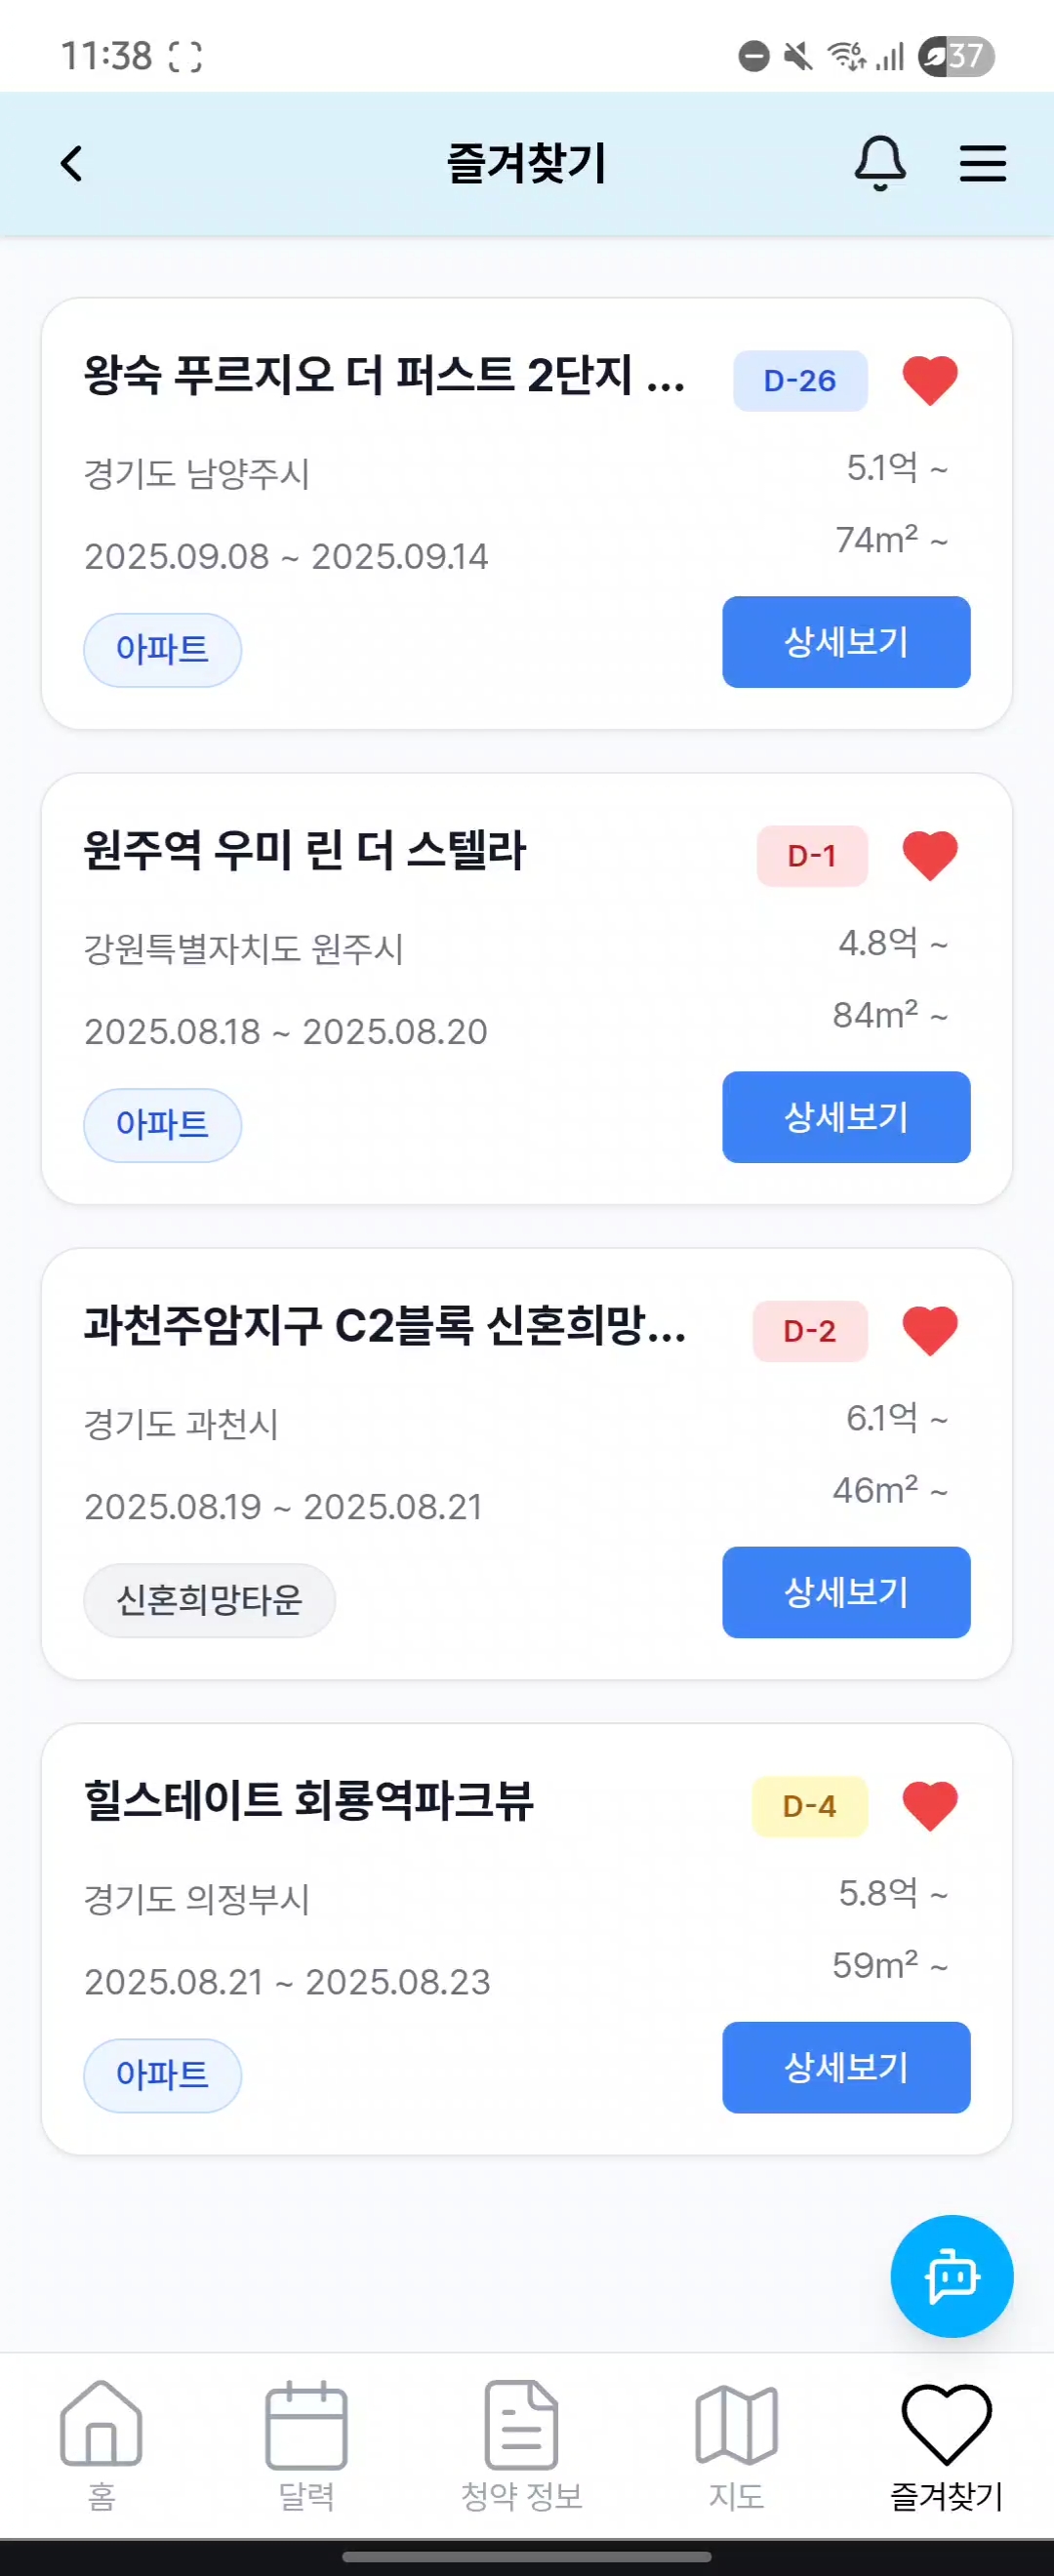 11:38
6
37
즐겨찾기
왕숙 푸르지오 더 퍼스트 2단지 ...
D-26
경기도 남양주시
5.1억 ~
2025.09.08 ~ 2025.09.14
74m² ~
아파트
상세보기
원주역 우미 린 더 스텔라
D-1
강원특별자치도 원주시
4.8억 ~
2025.08.18 ~ 2025.08.20
84m² ~
아파트
상세보기
과천주암지구 C2블록 신혼희망...
D-2
경기도 과천시
6.1억 ~
2025.08.19 ~ 2025.08.21
46m² ~
신혼희망타운
상세보기
힐스테이트 회룡역파크뷰
D-4
경기도 의정부시
5.8억 ~
2025.08.21 ~ 2025.08.23
59m² ~
아파트
상세보기
홈
달력
청약 정보
지도
즐겨찾기